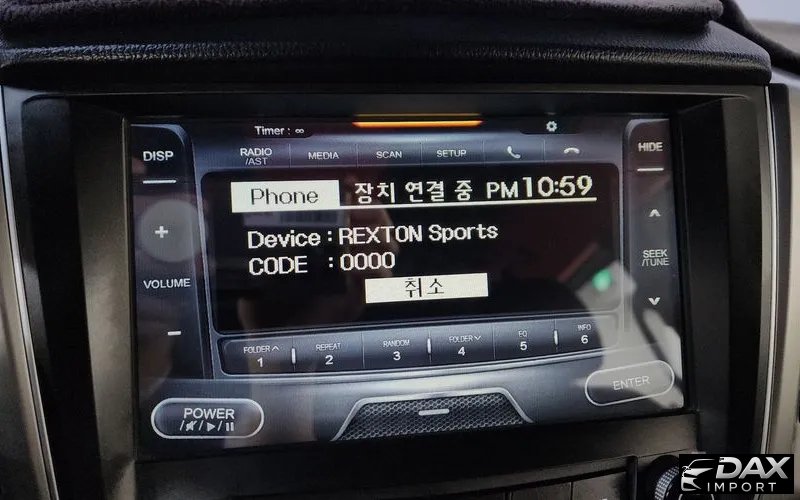 Timer : ∞
DISP
RADIO
/AST
MEDIA
SCAN
SETUP
HIDE
Phone 장치 연결 중 PM 10:59
Device : REXTON Sports
CODE : 0000
취소
+
VOLUME
-
SEEK
/TUNE
FOLDER ^
1
REPEAT
2
RANDOM
3
FOLDER v
4
EQ
5
INFO
6
POWER
ENTER
DAX
IMPORT